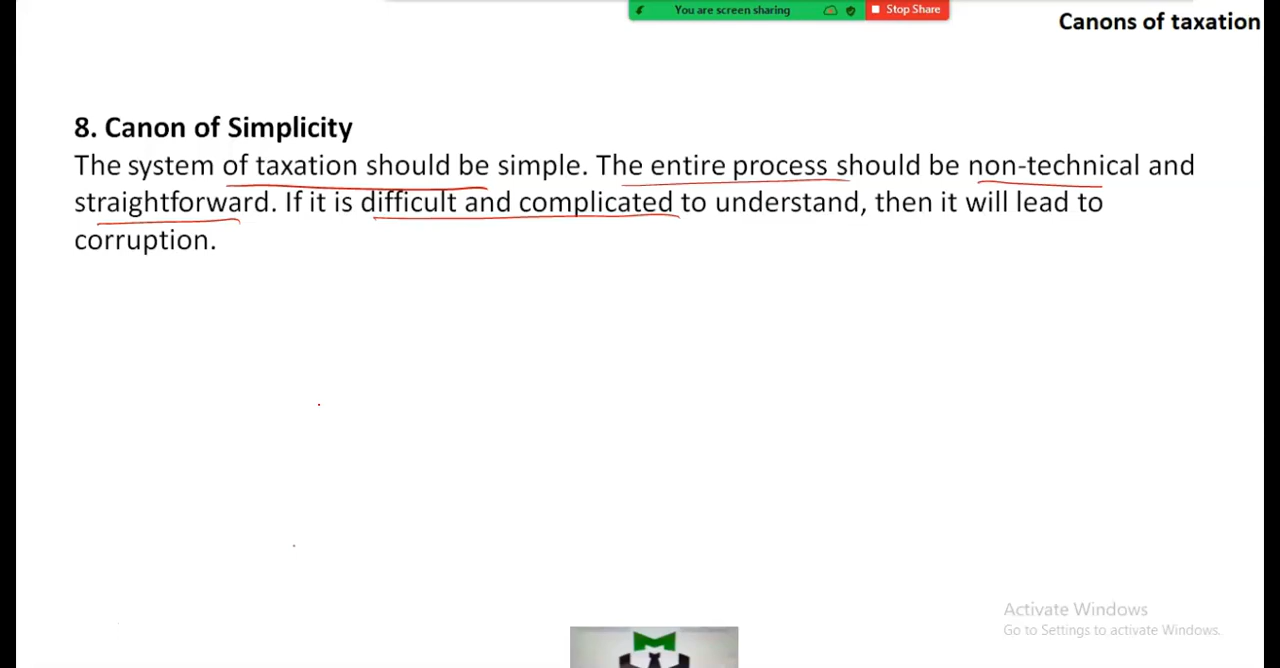 You are screen sharing Stop Share
Canons of taxation
8. Canon of Simplicity
The system of taxation should be simple. The entire process should be non-technical and
straightforward. If it is difficult and complicated to understand, then it will lead to
corruption.
Activate Windows
Go to Settings to activate Windows.